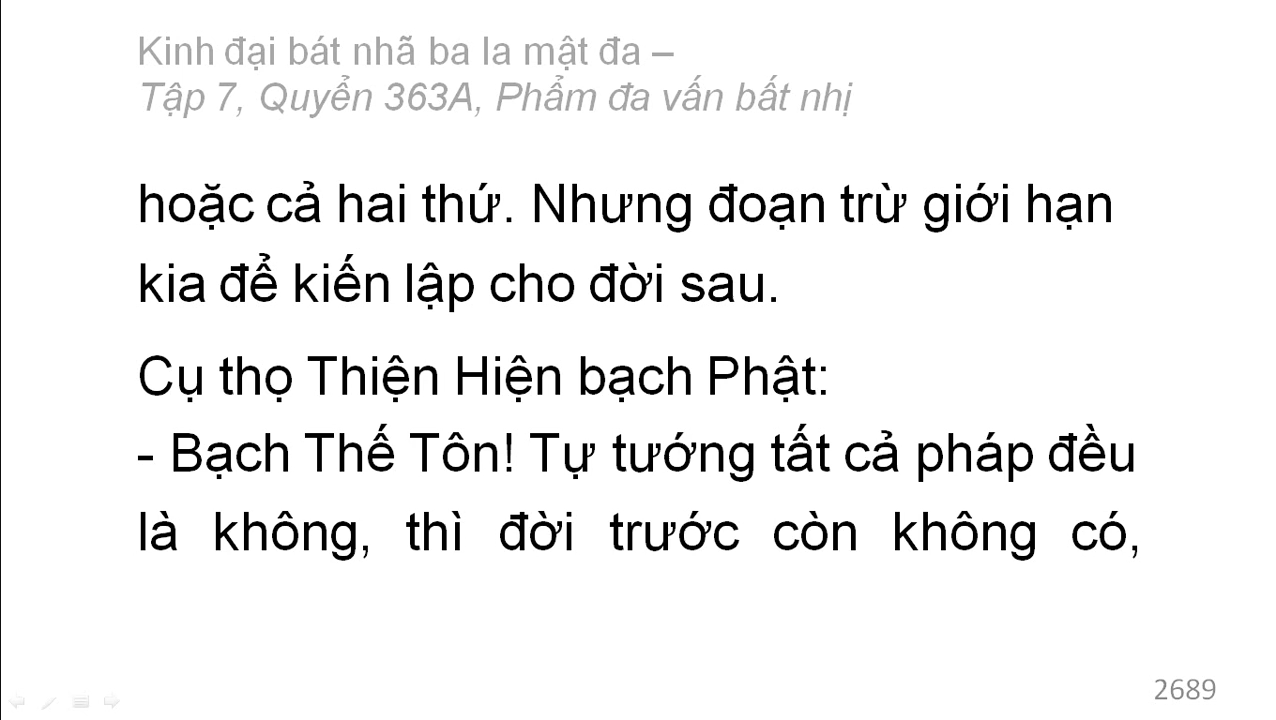 Kinh đại bát nhã ba la mật đa –
Tập 7, Quyển 363A, Phẩm đa vấn bất nhị
hoặc cả hai thứ. Nhưng đoạn trừ giới hạn
kia để kiến lập cho đời sau.
Cụ thọ Thiện Hiện bạch Phật:
- Bạch Thế Tôn! Tự tướng tất cả pháp đều
là không, thì đời trước còn không có,
2689